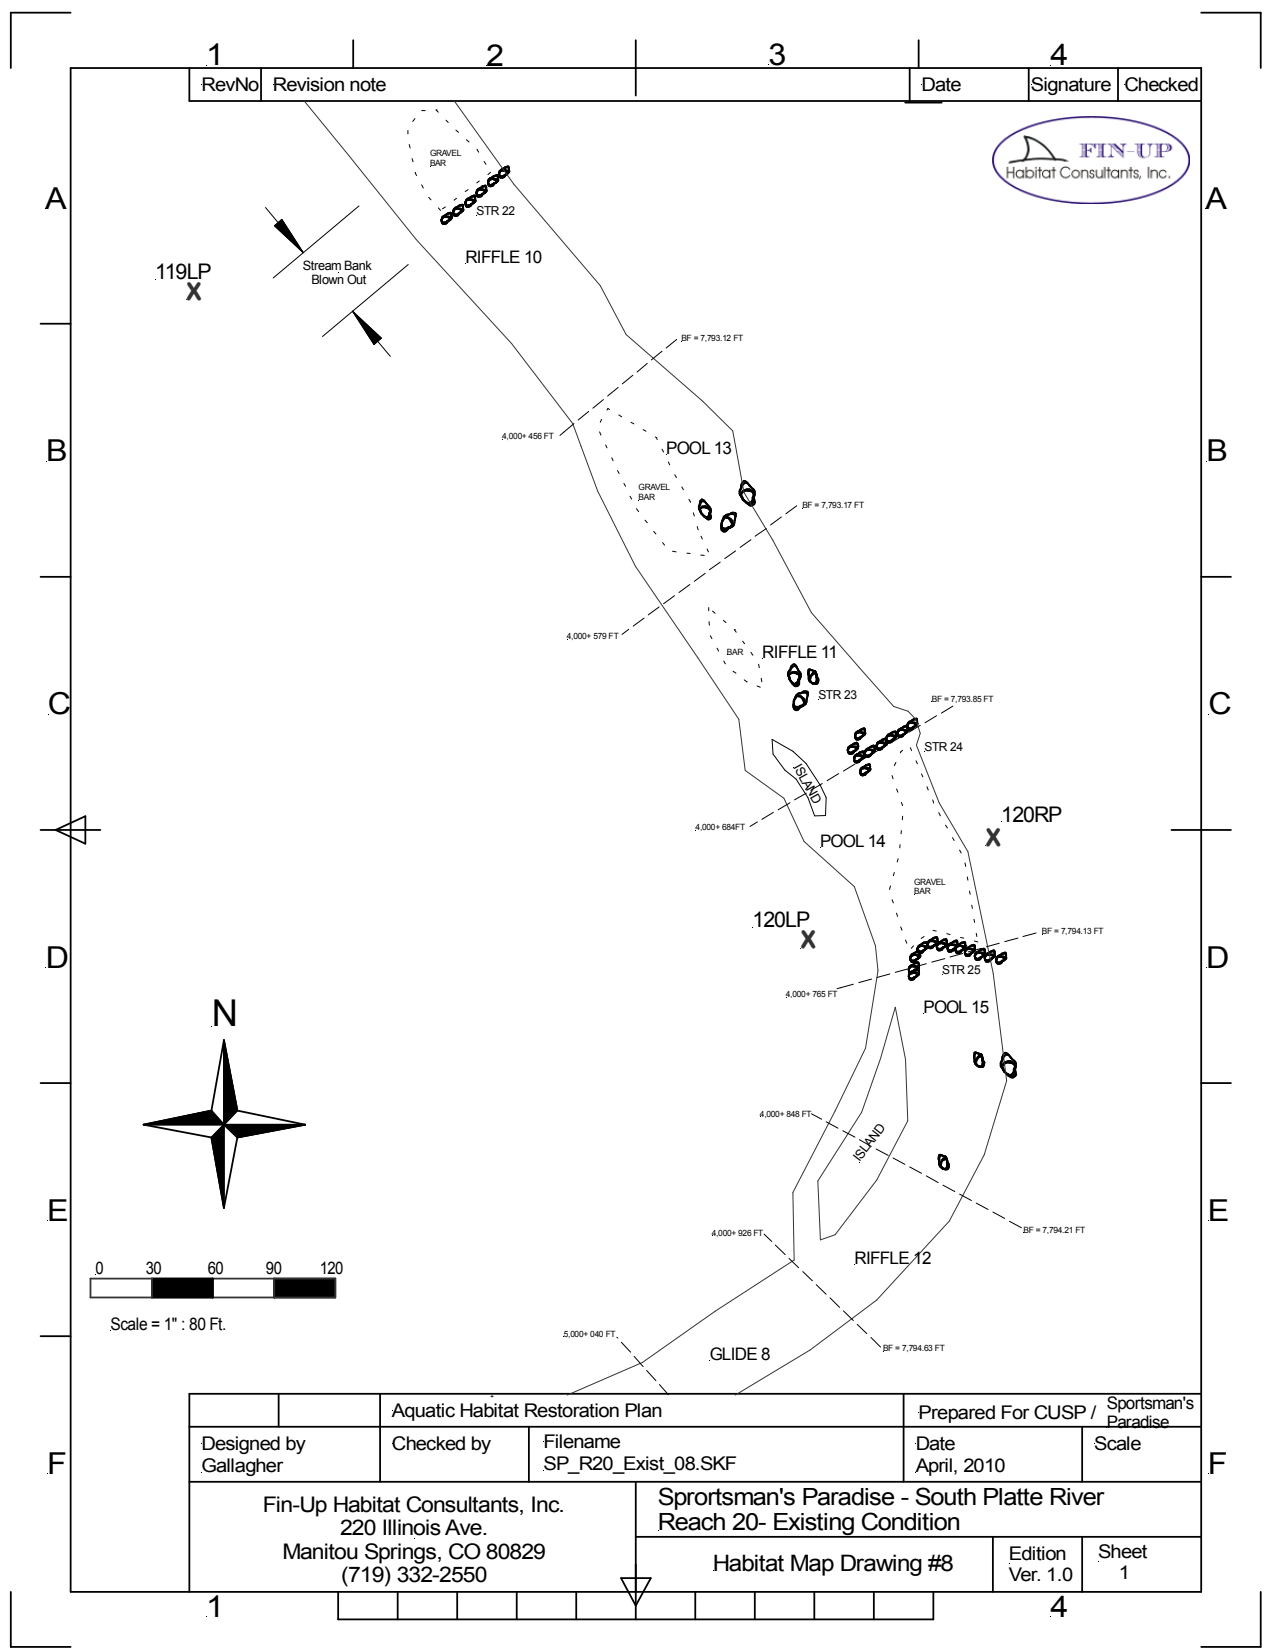 1 2 3 4
RevNo Revision note Date Signature Checked
FIN-UP
Habitat Consultants, Inc.
GRAVEL
BAR
A A
STR 22
RIFFLE 10
119LP
X
Stream Bank
Blown Out
BF = 7,793.12 FT
4,000+ 456 FT
B B
POOL 13
GRAVEL
BAR
BF = 7,793.17 FT
4,000+ 579 FT
BAR
RIFFLE 11
STR 23
BF = 7,793.85 FT
C C
STR 24
ISLAND
4,000+ 684FT
POOL 14
120RP
X
GRAVEL
BAR
120LP
X
BF = 7,794.13 FT
D D
STR 25
4,000+ 765 FT
POOL 15
N
4,000+ 848 FT
ISLAND
E E
BF = 7,794.21 FT
4,000+ 926 FT
RIFFLE 12
0 30 60 90 120
Scale = 1" : 80 Ft.
5,000+ 040 FT
BF = 7,794.63 FT
GLIDE 8
Aquatic Habitat Restoration Plan
Prepared For CUSP / Sportsman's
Paradise
F F
Designed by
Gallagher
Checked by
Filename
SP_R20_Exist_08.SKF
Date
April, 2010
Scale
Fin-Up Habitat Consultants, Inc.
220 Illinois Ave.
Manitou Springs, CO 80829
(719) 332-2550
Sprortsman's Paradise - South Platte River
Reach 20- Existing Condition
Habitat Map Drawing #8
Edition
Ver. 1.0
Sheet
1
1 4